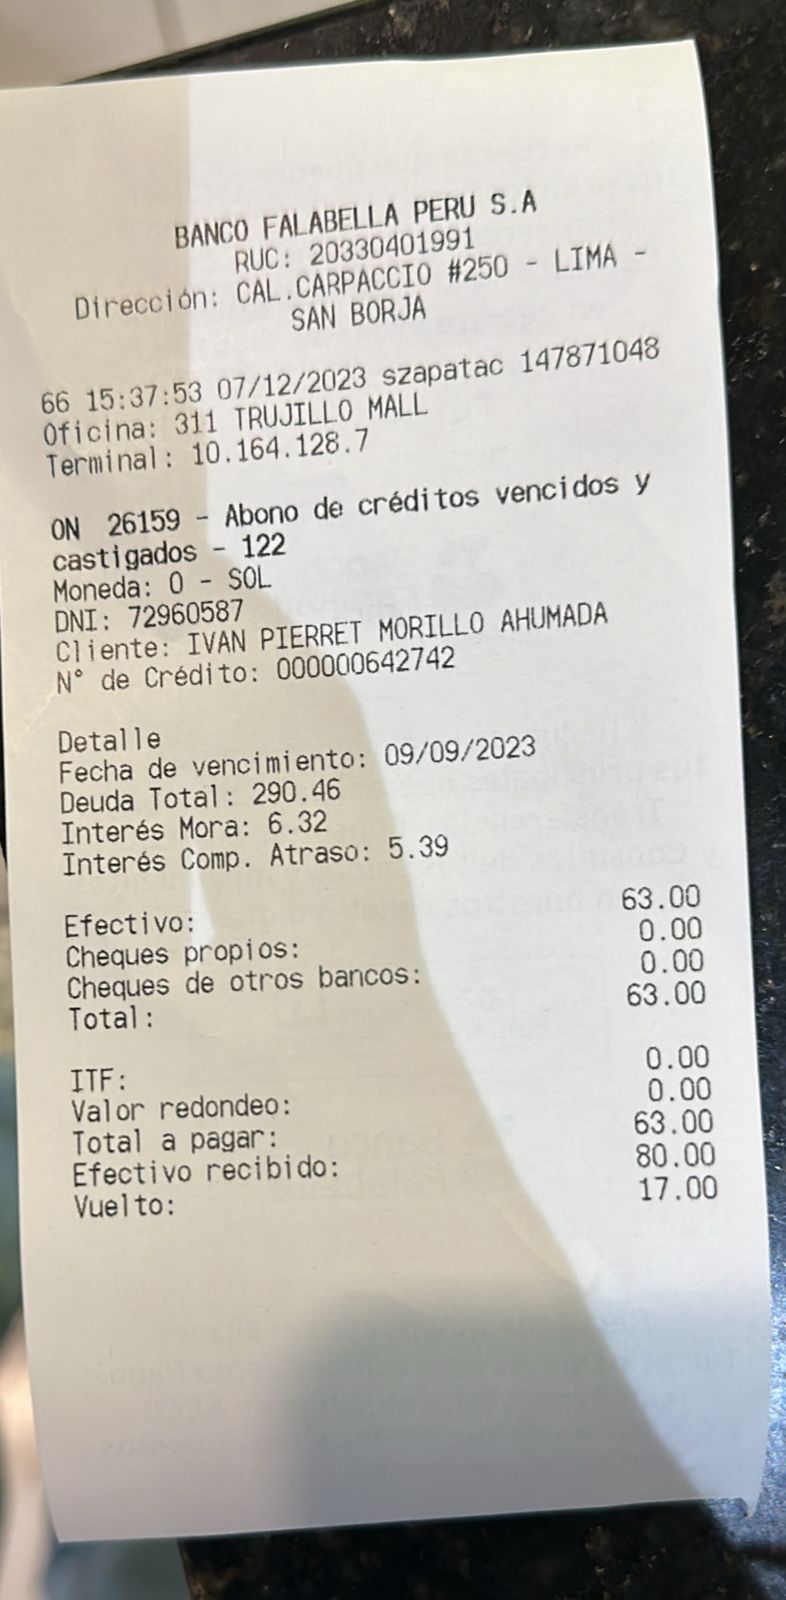 BANCO FALABELLA PERU S.A
RUC: 20330401991
Dirección: CAL.CARPACCIO #250 - LIMA -
SAN BORJA
66 15:37:53 07/12/2023 szapatac 147871048
Oficina: 311 TRUJILLO MALL
Terminal: 10.164.128.7
ON 26159 - Abono de créditos vencidos y
castigados - 122
Moneda: 0 - SOL
DNI: 72960587
Cliente: IVAN PIERRET MORILLO AHUMADA
N° de Crédito: 000000642742
Detalle
Fecha de vencimiento: 09/09/2023
Deuda Total: 290.46
Interés Mora: 6.32
Interés Comp. Atraso: 5.39
Efectivo: 63.00
Cheques propios: 0.00
Cheques de otros bancos: 0.00
Total: 63.00
ITF: 0.00
Valor redondeo: 0.00
Total a pagar: 63.00
Efectivo recibido: 80.00
Vuelto: 17.00